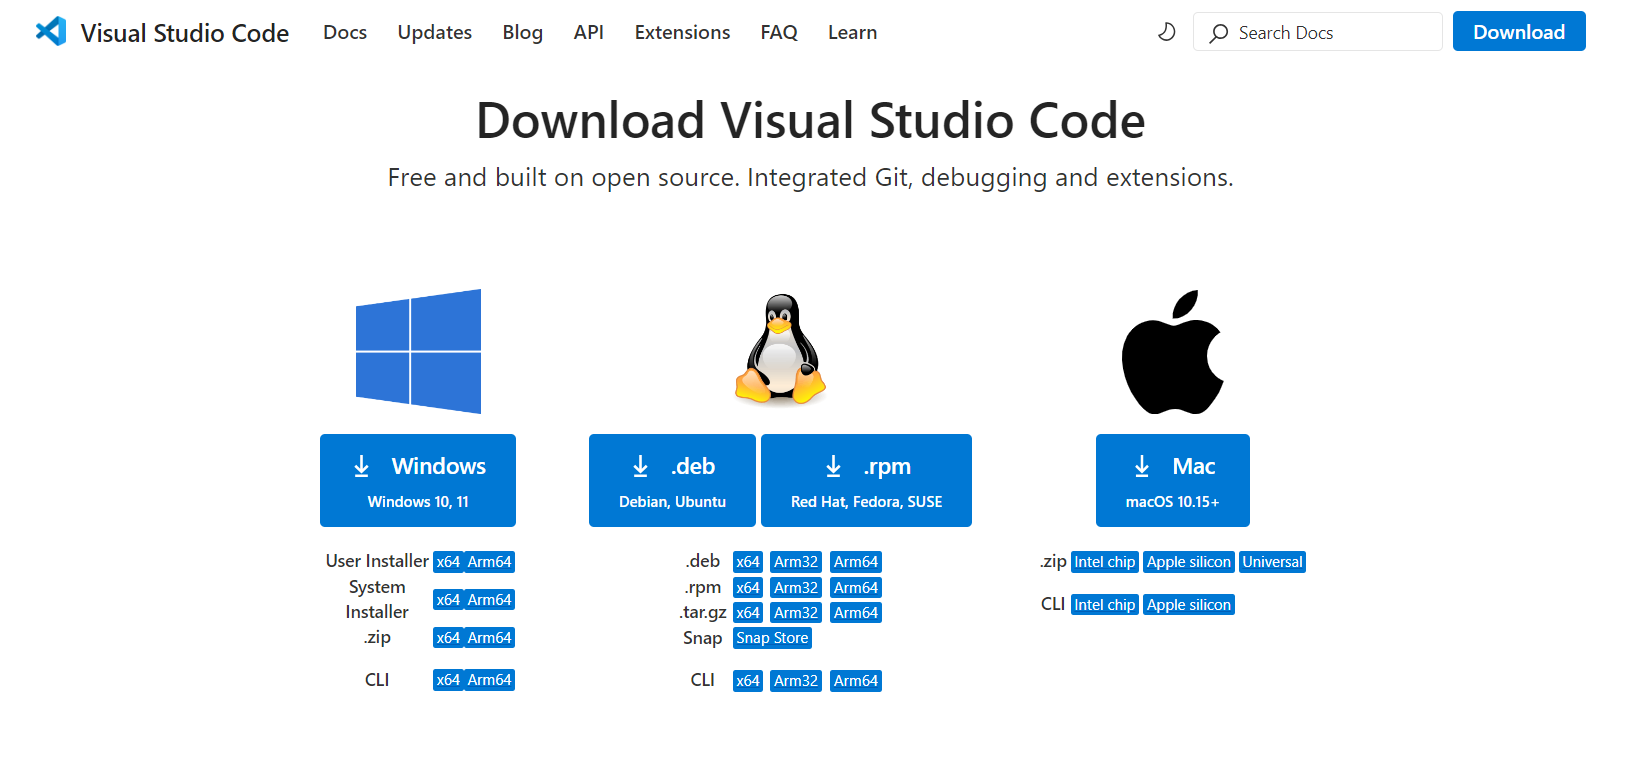 Visual Studio Code Docs Updates Blog API Extensions FAQ Learn Search Docs Download
Download Visual Studio Code
Free and built on open source. Integrated Git, debugging and extensions.
Windows
Windows 10, 11
User Installer x64 Arm64
System
Installer x64 Arm64
.zip x64 Arm64
CLI x64 Arm64
.deb
Debian, Ubuntu
.rpm
Red Hat, Fedora, SUSE
.deb x64 Arm32 Arm64
.rpm x64 Arm32 Arm64
.tar.gz x64 Arm32 Arm64
Snap Snap Store
CLI x64 Arm32 Arm64
Mac
macOS 10.15+
.zip Intel chip Apple silicon Universal
CLI Intel chip Apple silicon